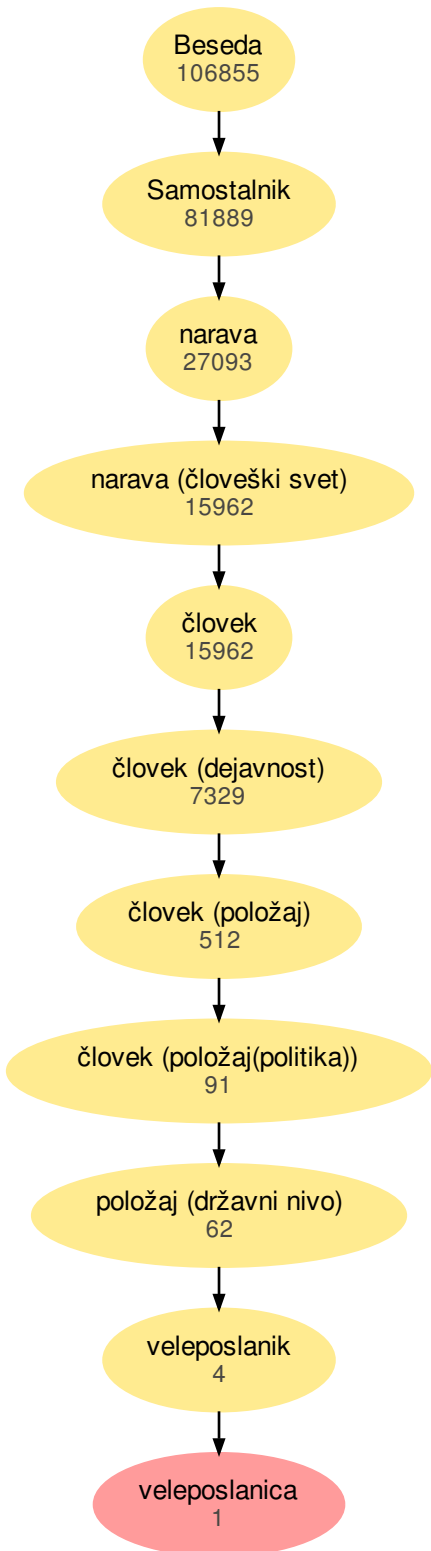 Beseda
106855
Samostalnik
81889
narava
27093
narava (človeški svet)
15962
človek
15962
človek (dejavnost)
7329
človek (položaj)
512
človek (položaj(politika))
91
položaj (državni nivo)
62
veleposlanik
4
veleposlanica
1